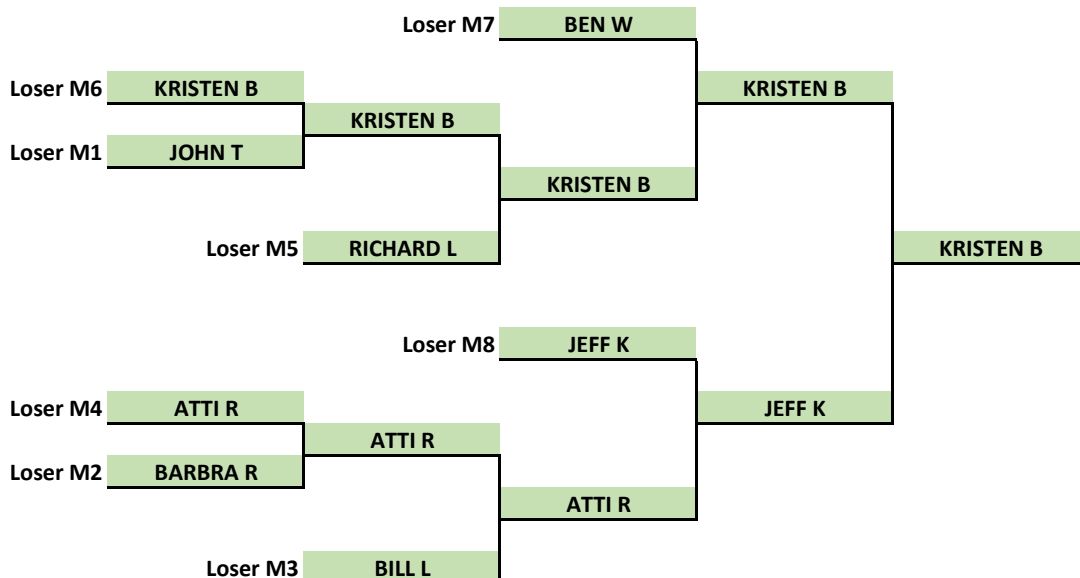 Loser M7 BEN W
Loser M6 KRISTEN B KRISTEN B
KRISTEN B
Loser M1 JOHN T
KRISTEN B
Loser M5 RICHARD L KRISTEN B
Loser M8 JEFF K
Loser M4 ATTI R JEFF K
ATTI R
Loser M2 BARBRA R
ATTI R
Loser M3 BILL L